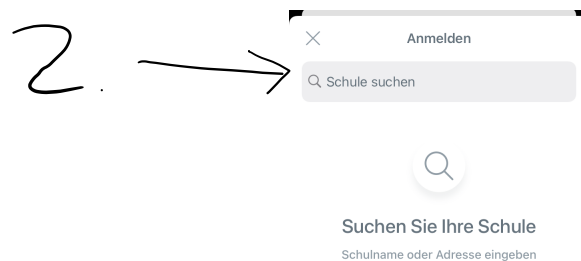 2.
Anmelden
Schule suchen
Suchen Sie Ihre Schule
Schulname oder Adresse eingeben